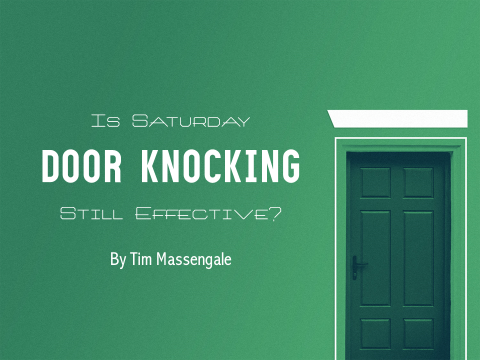 Is Saturday
DOOR KNOCKING
Still Effective?
By Tim Massengale